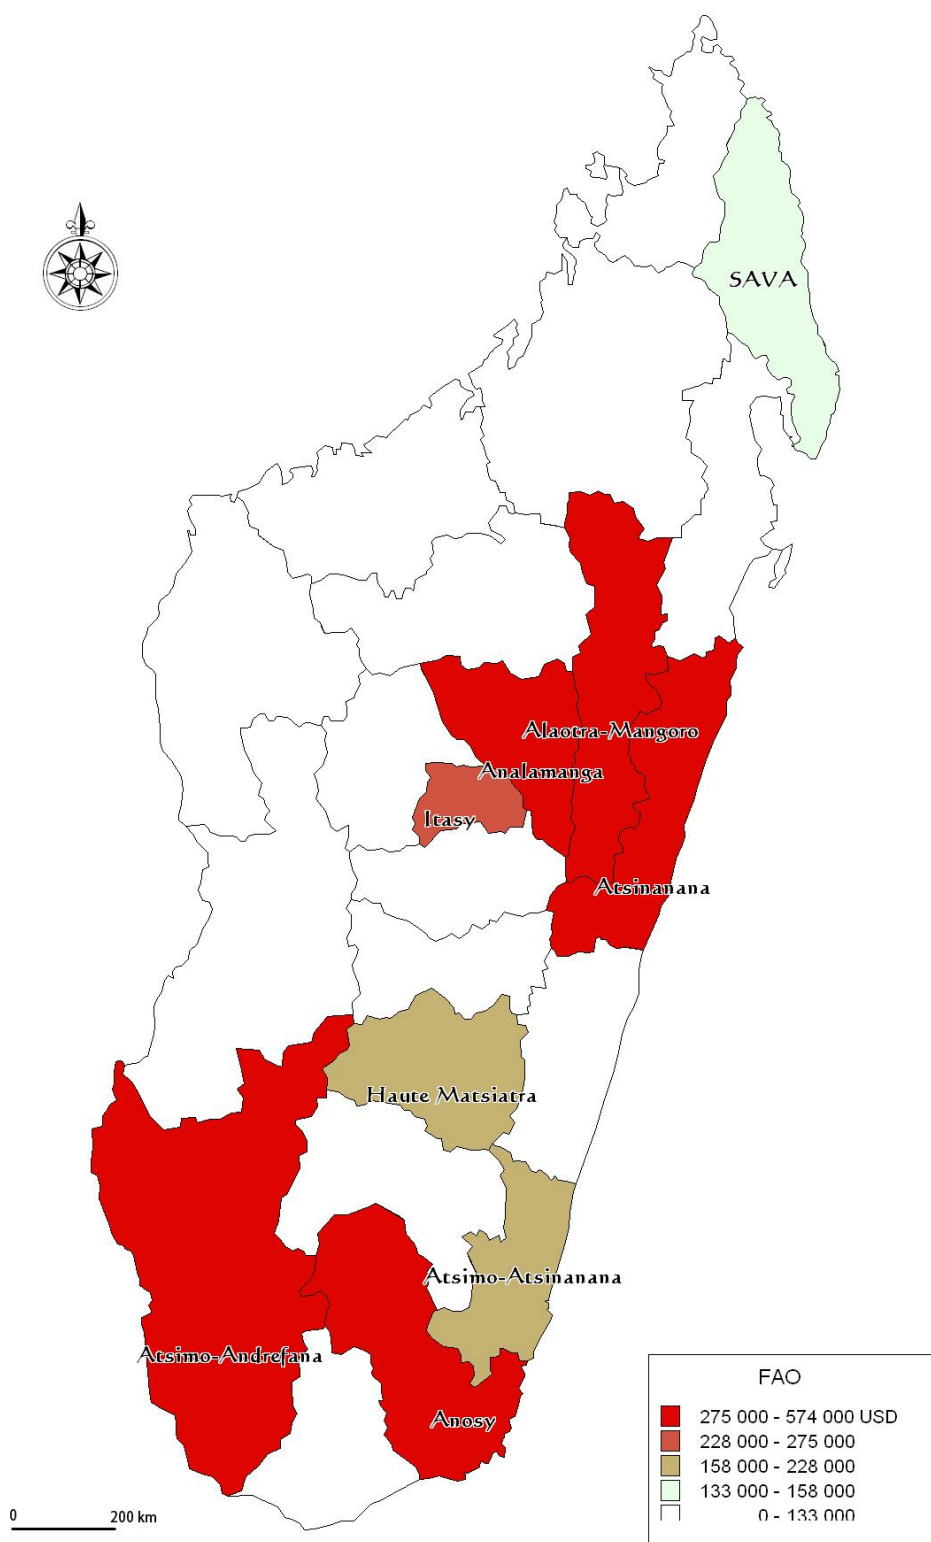 SAVA
Alaotra-Mangoro
Analamanga
Itasy
Atsinanana
Haute Matsiatra
Atsimo-Atsinanana
Atsimo-Andrefana
Anosy
FAO
275 000 - 574 000 USD
228 000 - 275 000
158 000 - 228 000
133 000 - 158 000
0 - 133 000
0 200 km